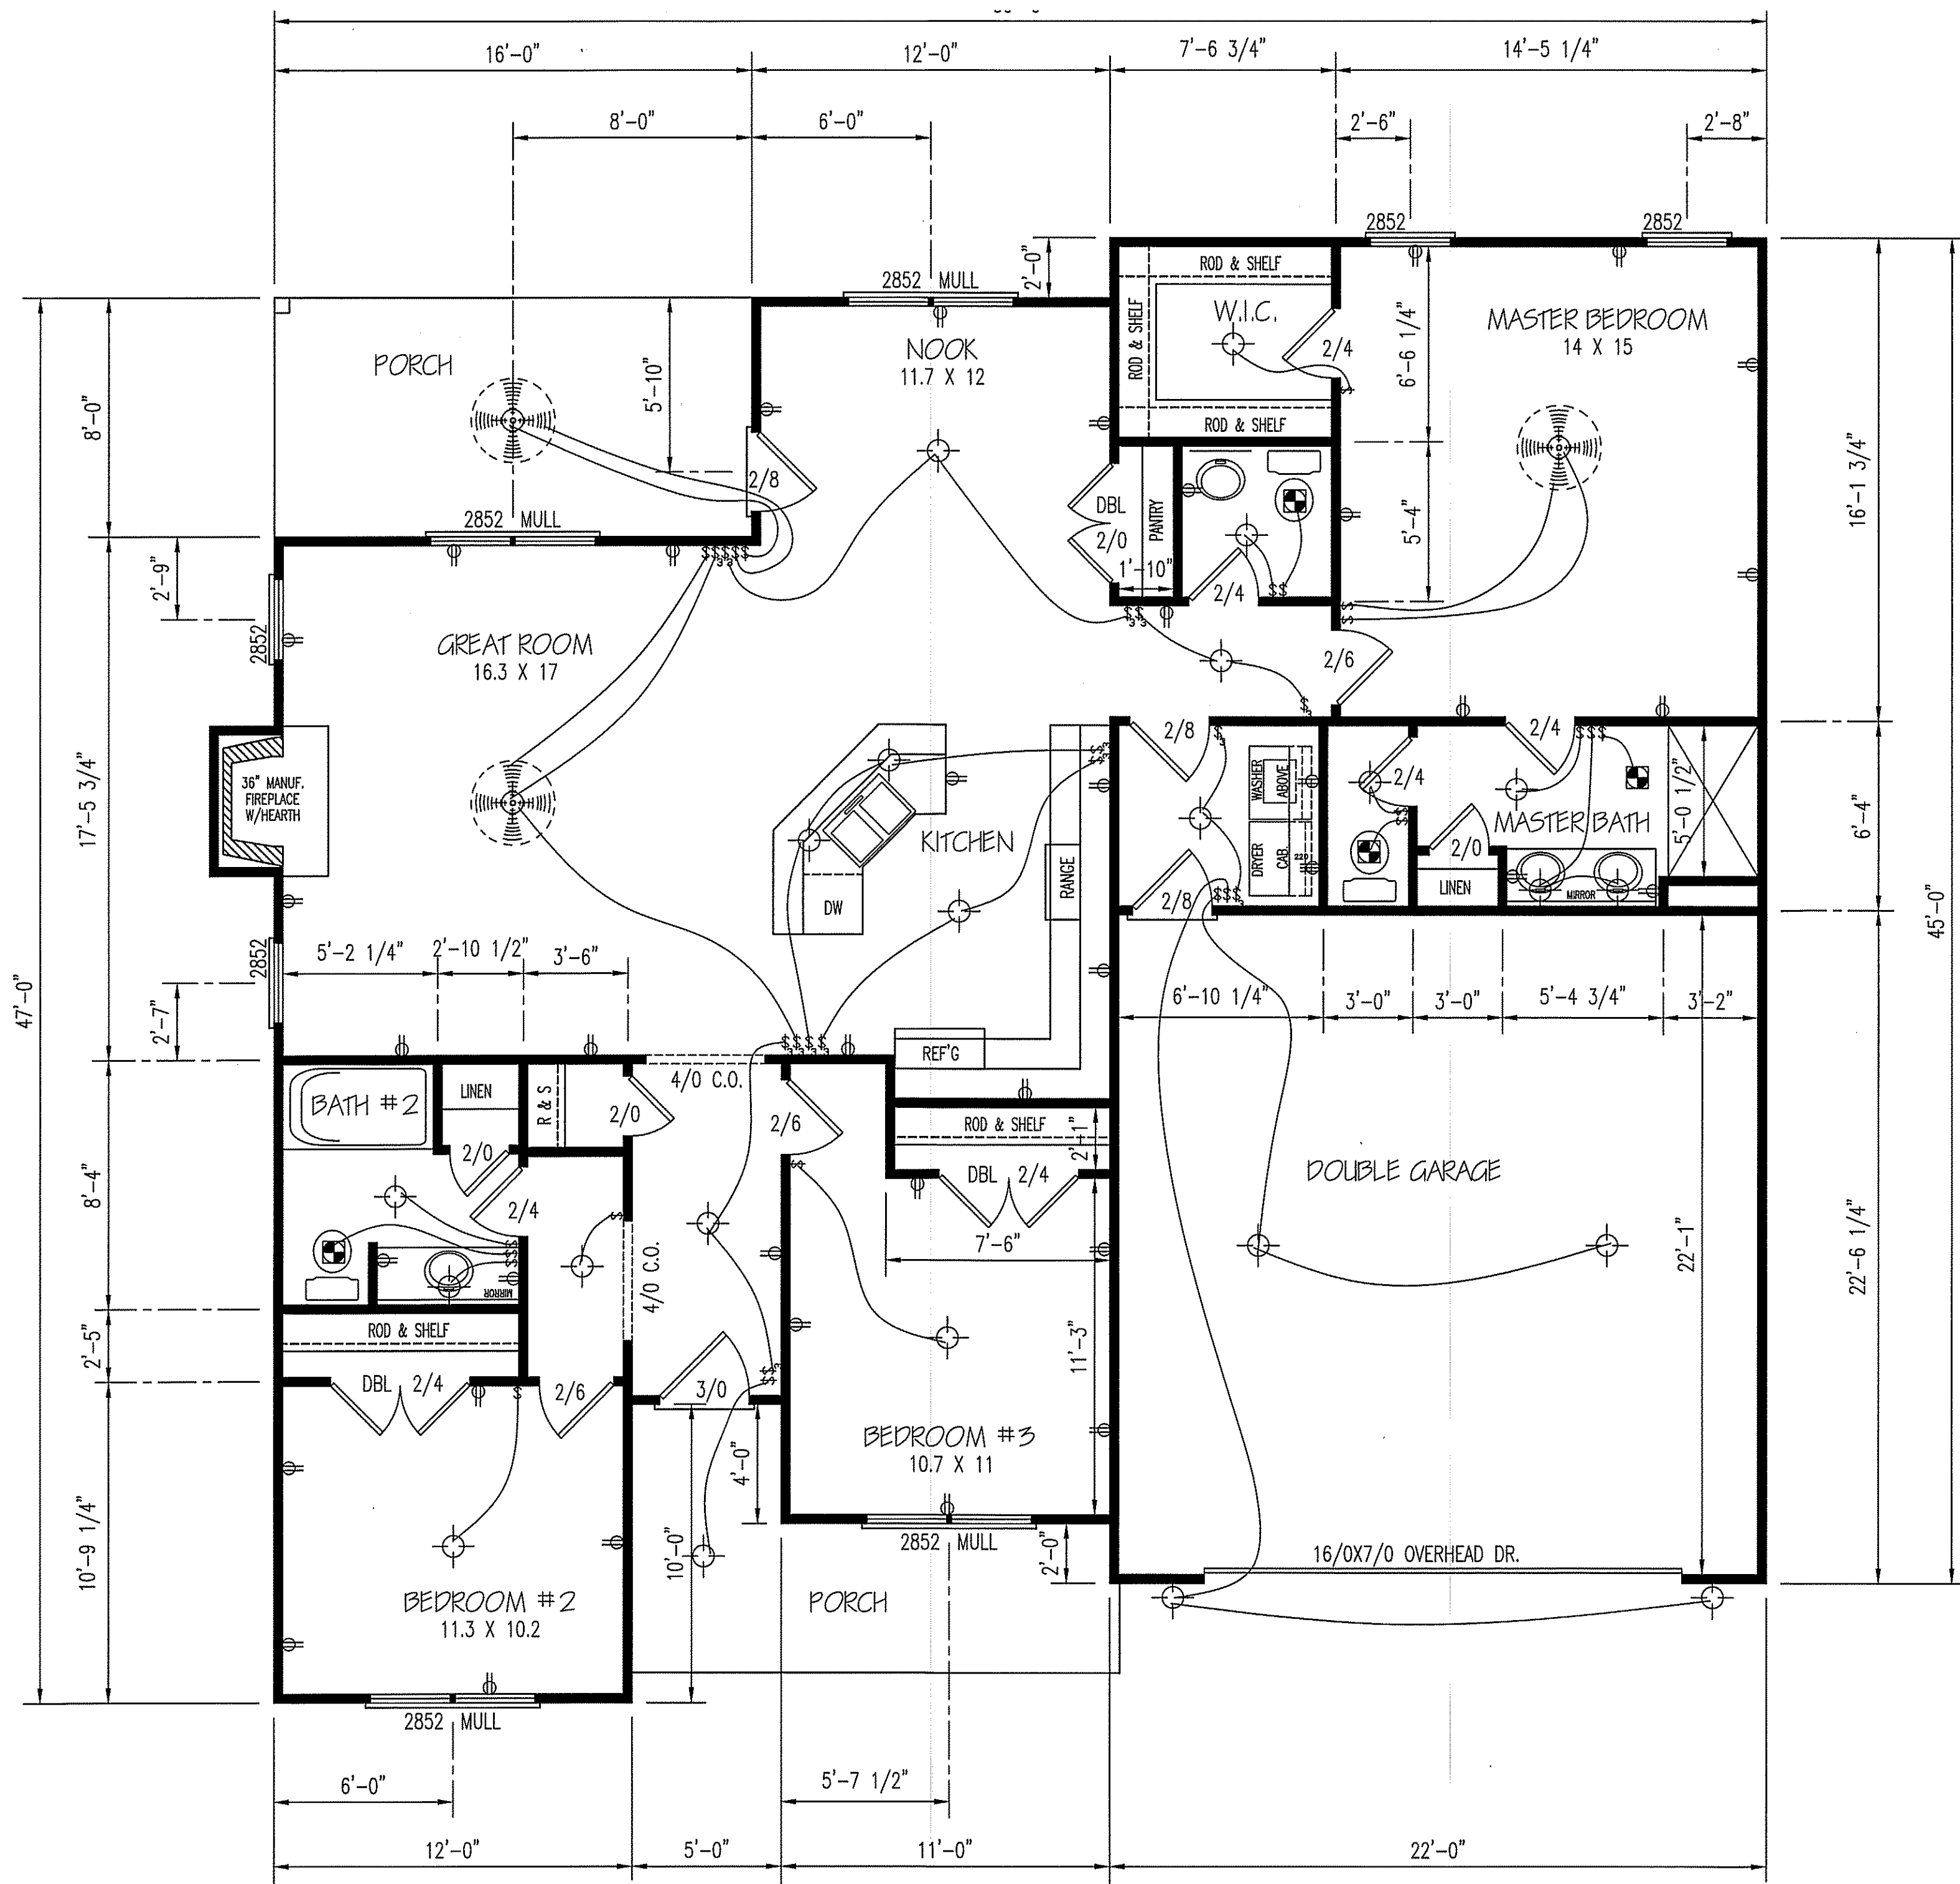 16'-0"
12'-0"
7'-6 3/4"
14'-5 1/4"
8'-0"
6'-0"
2'-6"
2'-8"
2852
2852
2852 MULL
2'-0"
ROD & SHELF
ROD & SHELF
W.I.C.
2/4
ROD & SHELF
6'-6 1/4"
MASTER BEDROOM
14 X 15
PORCH
NOOK
11.7 X 12
5'-10"
8'-0"
2/8
2852 MULL
DBL
2/0
PANTRY
1'-10"
2/4
5'-4"
16'-1 3/4"
2'-9"
2852
GREAT ROOM
16.3 X 17
2/6
36" MANUF.
FIREPLACE
W/HEARTH
17'-5 3/4"
KITCHEN
RANGE
DW
REF'G
2/8
WASHER
ABOVE
DRYER
CAB.
220
2/8
2/4
2/4
MASTER BATH
2/0
LINEN
MIRROR
5'-0 1/2"
6'-4"
45'-0"
47'-0"
2852
2'-7"
5'-2 1/4"
2'-10 1/2"
3'-6"
6'-10 1/4"
3'-0"
3'-0"
5'-4 3/4"
3'-2"
BATH #2
LINEN
R & S
2/0
4/0 C.O.
2/6
ROD & SHELF
2'-1"
2/0
2/4
DBL 2/4
7'-6"
8'-4"
MIRROR
4/0 C.O.
DOUBLE GARAGE
22'-1"
22'-6 1/4"
ROD & SHELF
2'-5"
DBL 2/4
2/6
3/0
11'-3"
BEDROOM #3
10.7 X 11
4'-0"
10'-0"
10'-9 1/4"
2852 MULL
2'-0"
16/0X7/0 OVERHEAD DR.
BEDROOM #2
11.3 X 10.2
PORCH
2852 MULL
6'-0"
5'-7 1/2"
12'-0"
5'-0"
11'-0"
22'-0"